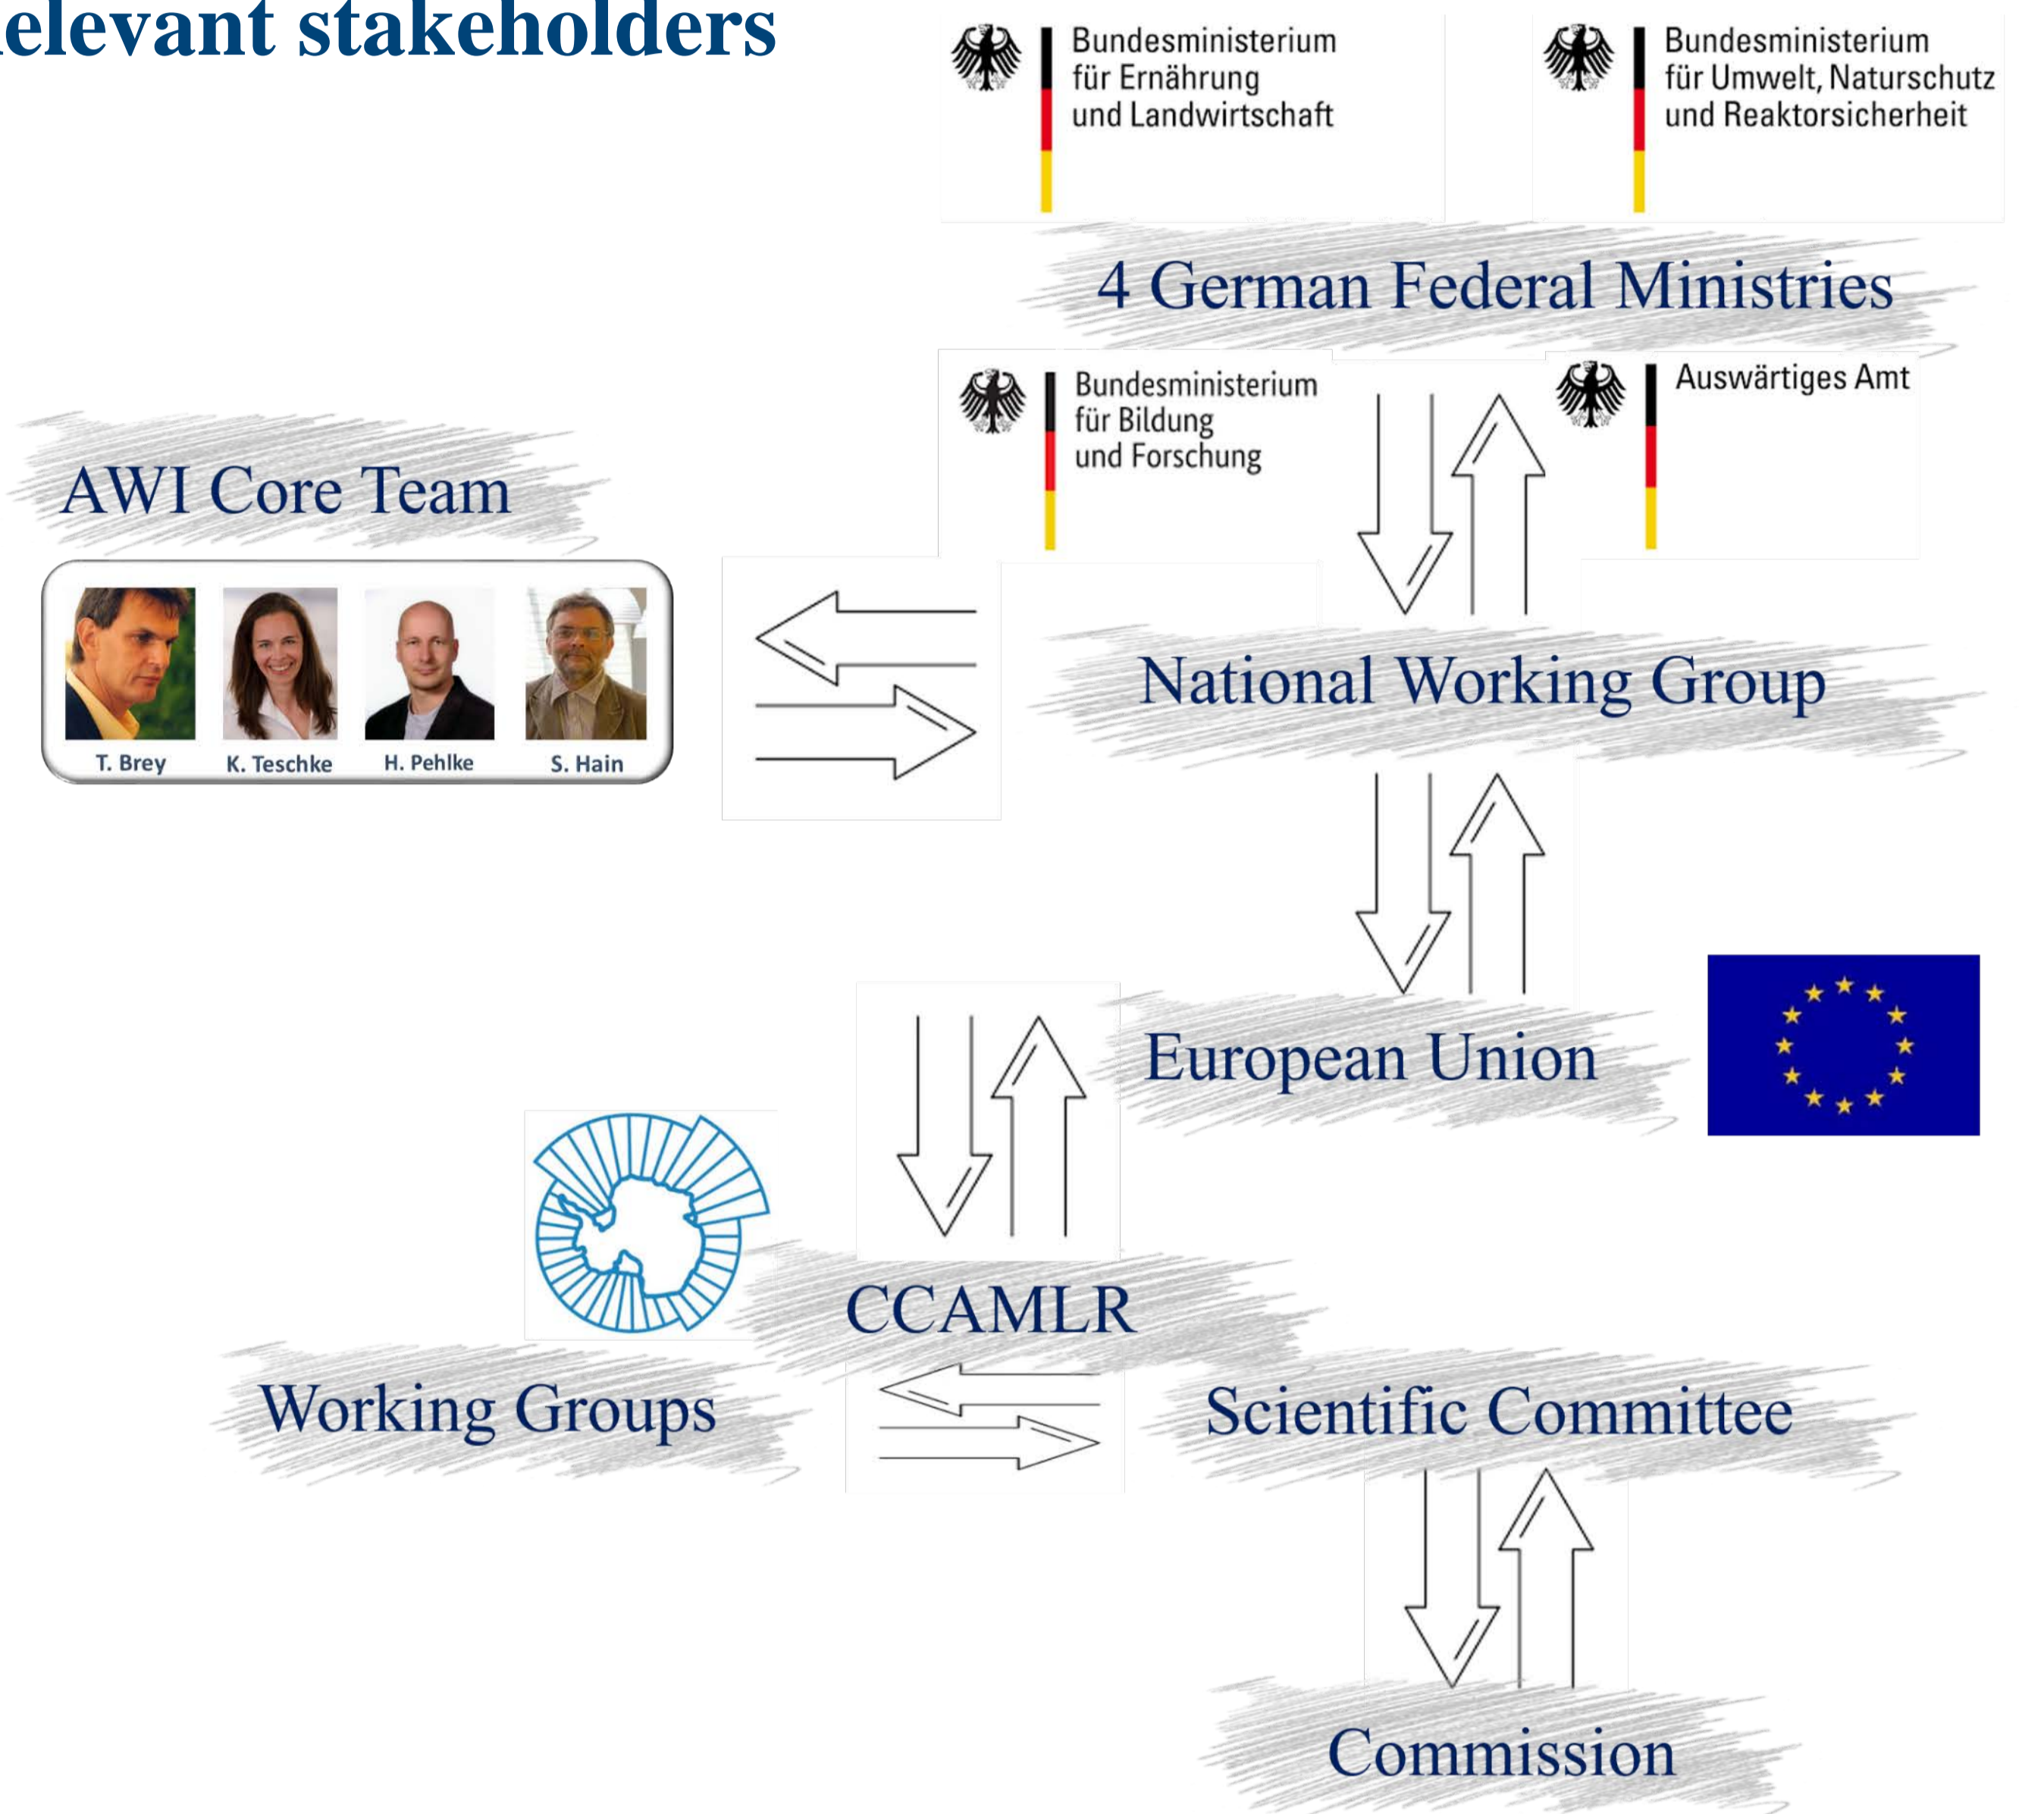 elevant stakeholders
Bundesministerium
für Ernährung
und Landwirtschaft
Bundesministerium
für Umwelt, Naturschutz
und Reaktorsicherheit
4 German Federal Ministries
Bundesministerium
für Bildung
und Forschung
Auswärtiges Amt
AWI Core Team
T. Brey
K. Teschke
H. Pehlke
S. Hain
National Working Group
European Union
CCAMLR
Working Groups
Scientific Committee
Commission